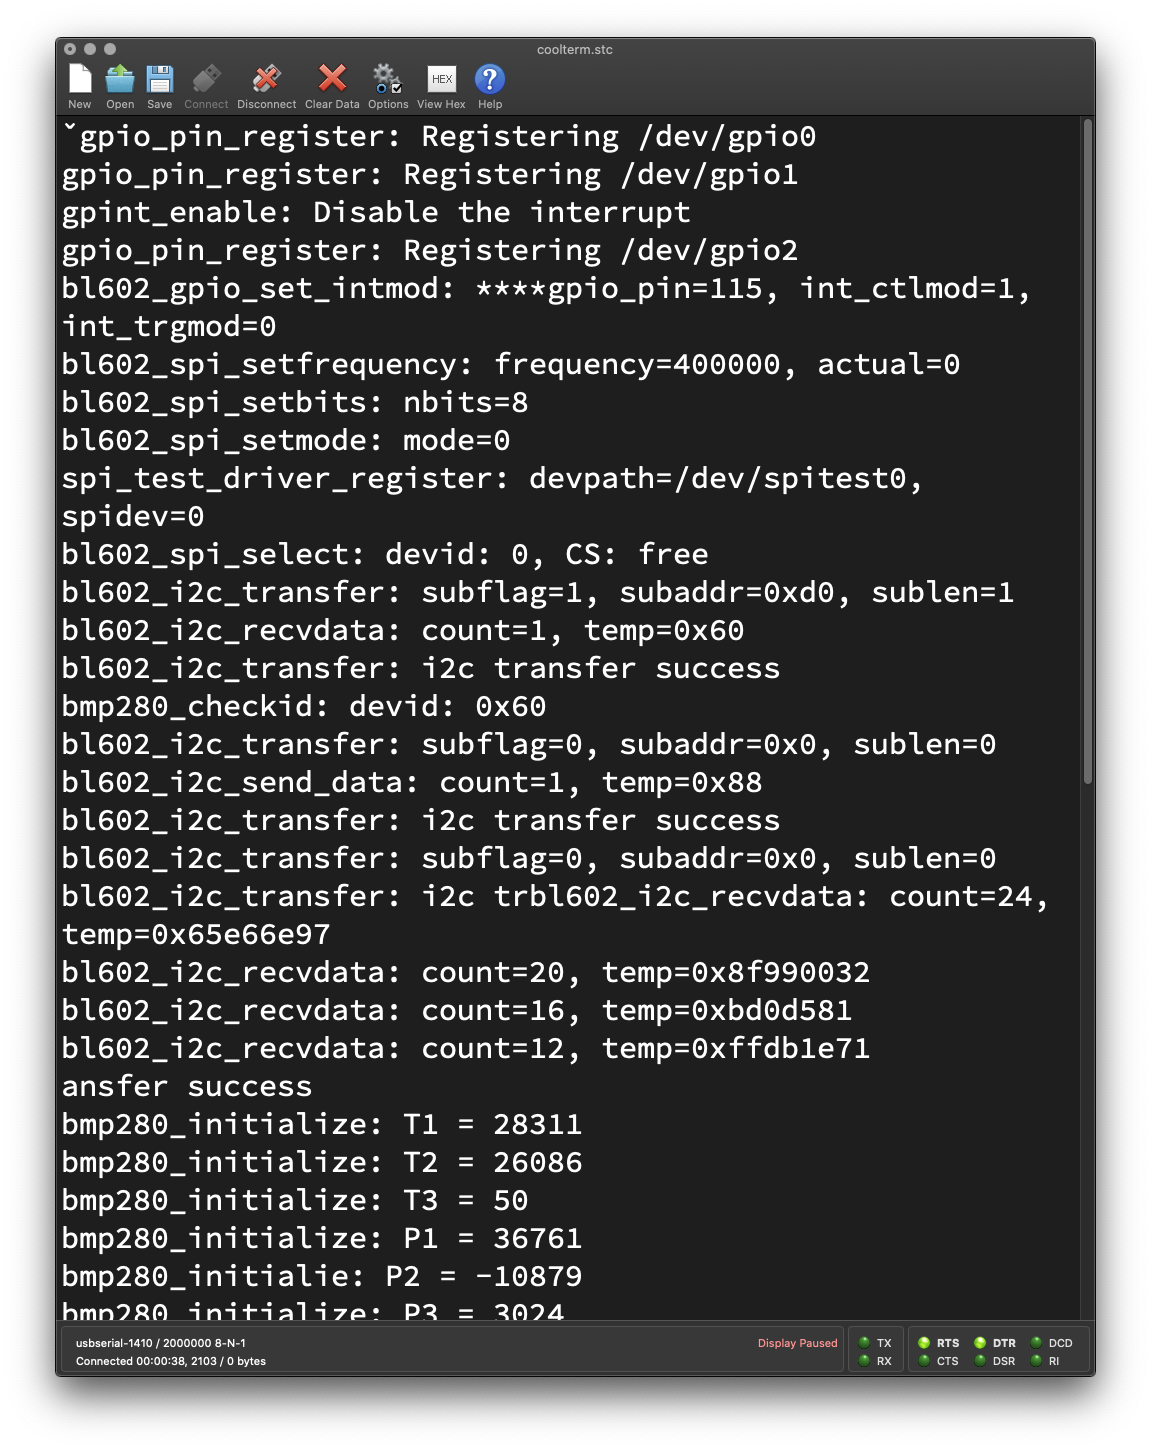 coolterm.stc
New Open Save Connect Disconnect Clear Data Options View Hex Help
HEX
?
ˇgpio_pin_register: Registering /dev/gpio0
gpio_pin_register: Registering /dev/gpio1
gpint_enable: Disable the interrupt
gpio_pin_register: Registering /dev/gpio2
bl602_gpio_set_intmod: ****gpio_pin=115, int_ctlmod=1,
int_trgmod=0
bl602_spi_setfrequency: frequency=400000, actual=0
bl602_spi_setbits: nbits=8
bl602_spi_setmode: mode=0
spi_test_driver_register: devpath=/dev/spitest0,
spidev=0
bl602_spi_select: devid: 0, CS: free
bl602_i2c_transfer: subflag=1, subaddr=0xd0, sublen=1
bl602_i2c_recvdata: count=1, temp=0x60
bl602_i2c_transfer: i2c transfer success
bmp280_checkid: devid: 0x60
bl602_i2c_transfer: subflag=0, subaddr=0x0, sublen=0
bl602_i2c_send_data: count=1, temp=0x88
bl602_i2c_transfer: i2c transfer success
bl602_i2c_transfer: subflag=0, subaddr=0x0, sublen=0
bl602_i2c_transfer: i2c trbl602_i2c_recvdata: count=24,
temp=0x65e66e97
bl602_i2c_recvdata: count=20, temp=0x8f990032
bl602_i2c_recvdata: count=16, temp=0xbd0d581
bl602_i2c_recvdata: count=12, temp=0xffdb1e71
ansfer success
bmp280_initialize: T1 = 28311
bmp280_initialize: T2 = 26086
bmp280_initialize: T3 = 50
bmp280_initialize: P1 = 36761
bmp280_initialie: P2 = -10879
bmp280_initialize: P3 = 3024
usbserial-1410 / 2000000 8-N-1
Connected 00:00:38, 2103 / 0 bytes
Display Paused
TX RTS DTR DCD
RX CTS DSR RI